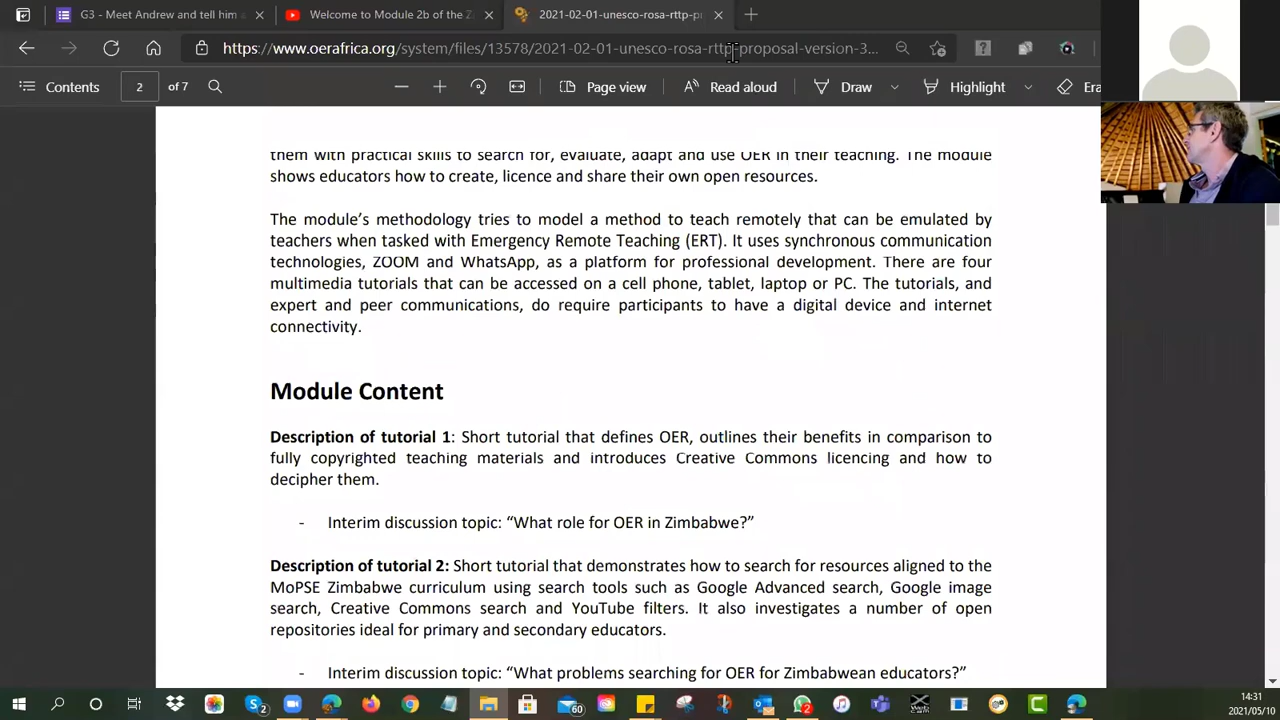 G3 - Meet Andrew and tell him a
Welcome to Module 2b of the Z
2021-02-01-unesco-rosa-rttp-pr
https://www.oerafrica.org/system/files/13578/2021-02-01-unesco-rosa-rttp-proposal-version-3...
Contents
2
of 7
Page view
Read aloud
Draw
Highlight
Era
them with practical skills to search for, evaluate, adapt and use OER in their teaching. The module
shows educators how to create, licence and share their own open resources.
The module's methodology tries to model a method to teach remotely that can be emulated by
teachers when tasked with Emergency Remote Teaching (ERT). It uses synchronous communication
technologies, ZOOM and WhatsApp, as a platform for professional development. There are four
multimedia tutorials that can be accessed on a cell phone, tablet, laptop or PC. The tutorials, and
expert and peer communications, do require participants to have a digital device and internet
connectivity.
Module Content
Description of tutorial 1: Short tutorial that defines OER, outlines their benefits in comparison to
fully copyrighted teaching materials and introduces Creative Commons licencing and how to
decipher them.
- Interim discussion topic: “What role for OER in Zimbabwe?”
Description of tutorial 2: Short tutorial that demonstrates how to search for resources aligned to the
MoPSE Zimbabwe curriculum using search tools such as Google Advanced search, Google image
search, Creative Commons search and YouTube filters. It also investigates a number of open
repositories ideal for primary and secondary educators.
- Interim discussion topic: “What problems searching for OER for Zimbabwean educators?”
60
2
2
14:31
2021/05/10